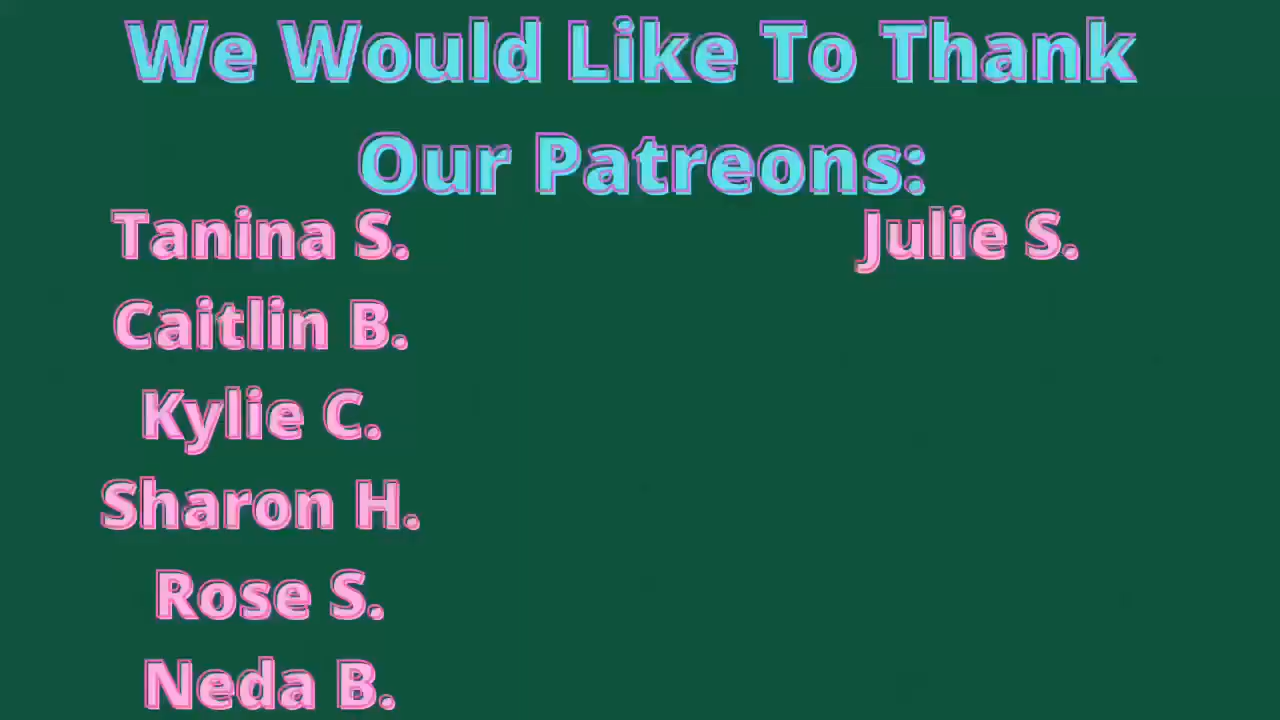 We Would Like To Thank
Our Patreons:
Tanina S.
Caitlin B.
Kylie C.
Sharon H.
Rose S.
Neda B.
Julie S.